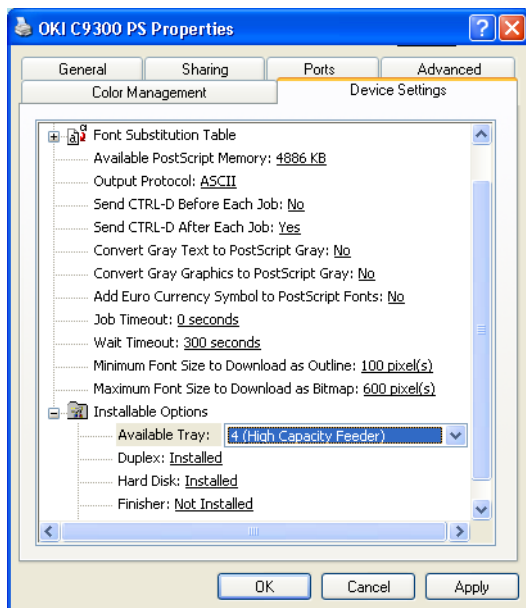 OKI C9300 PS Properties
General Sharing Ports Advanced
Color Management Device Settings
Font Substitution Table
Available PostScript Memory: 4886 KB
Output Protocol: ASCII
Send CTRL-D Before Each Job: No
Send CTRL-D After Each Job: Yes
Convert Gray Text to PostScript Gray: No
Convert Gray Graphics to PostScript Gray: No
Add Euro Currency Symbol to PostScript Fonts: No
Job Timeout: 0 seconds
Wait Timeout: 300 seconds
Minimum Font Size to Download as Outline: 100 pixel(s)
Maximum Font Size to Download as Bitmap: 600 pixel(s)
Installable Options
Available Tray: 4 (High Capacity Feeder)
Duplex: Installed
Hard Disk: Installed
Finisher: Not Installed
OK Cancel Apply